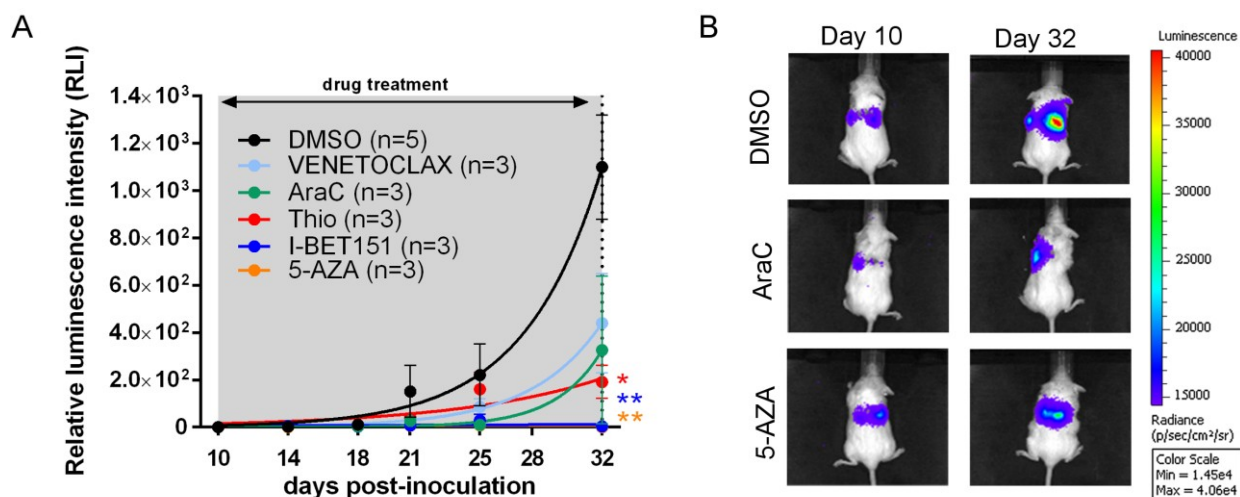 A
Relative luminescence intensity (RLI)
drug treatment
1.4× 10³
1.2× 10³
1.0× 10³
8.0× 10²
6.0× 10²
4.0× 10²
2.0× 10²
0
DMSO (n=5)
VENETOCLAX (n=3)
AraC (n=3)
Thio (n=3)
I-BET151 (n=3)
5-AZA (n=3)
*
**
**
10 14 18 21 25 28 32
days post-inoculation
B
Day 10 Day 32
DMSO
AraC
5-AZA
Luminescence
40000
35000
30000
25000
20000
15000
Radiance
(p/sec/cm²/sr)
Color Scale
Min = 1.45e4
Max = 4.06e4